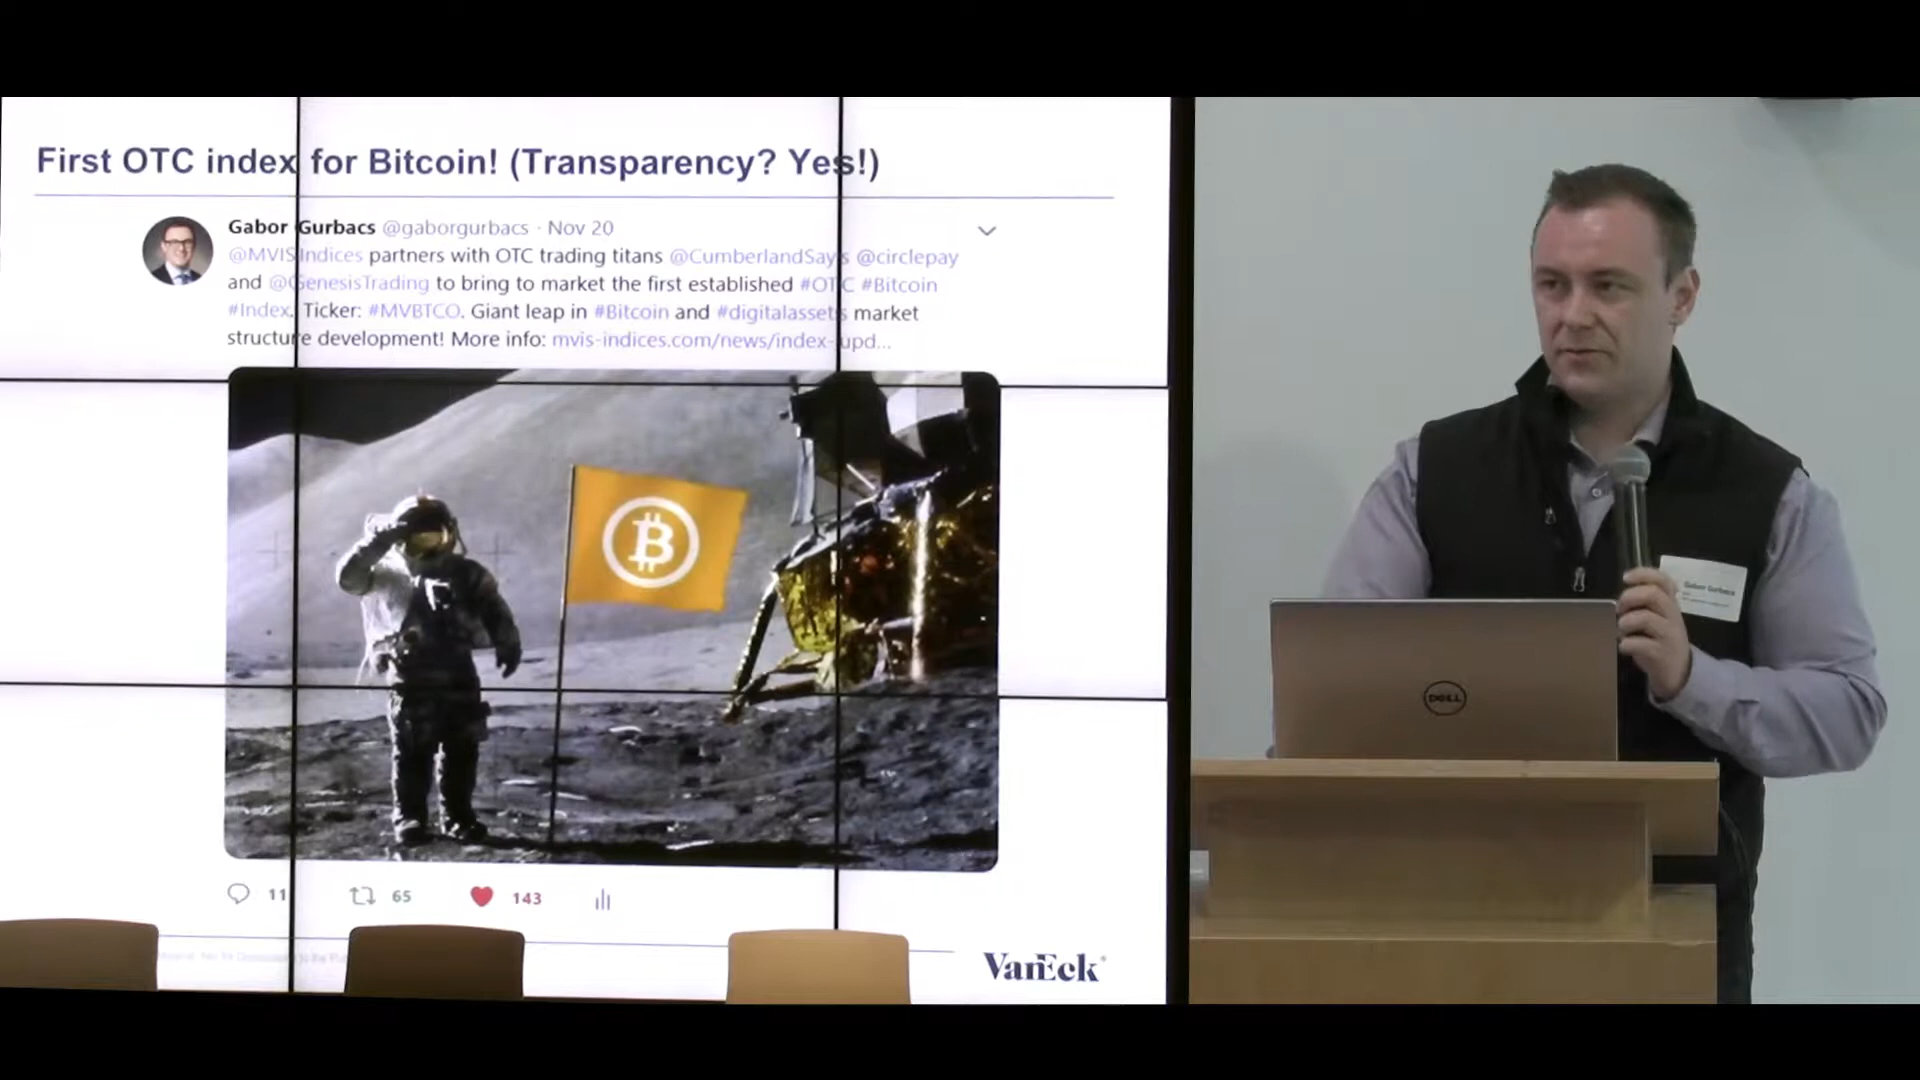 First OTC index for Bitcoin! (Transparency? Yes!)
Gabor Gurbacs @gaborgurbacs · Nov 20
@MVISIndices partners with OTC trading titans @CumberlandSays @circlepay
and @GenesisTrading to bring to market the first established #OTC #Bitcoin
#Index. Ticker: #MVBTCO. Giant leap in #Bitcoin and #digitalassets market
structure development! More info: mvis-indices.com/news/index-upd...
11 65 143
VanEck®
Gabor Gurbacs
DELL